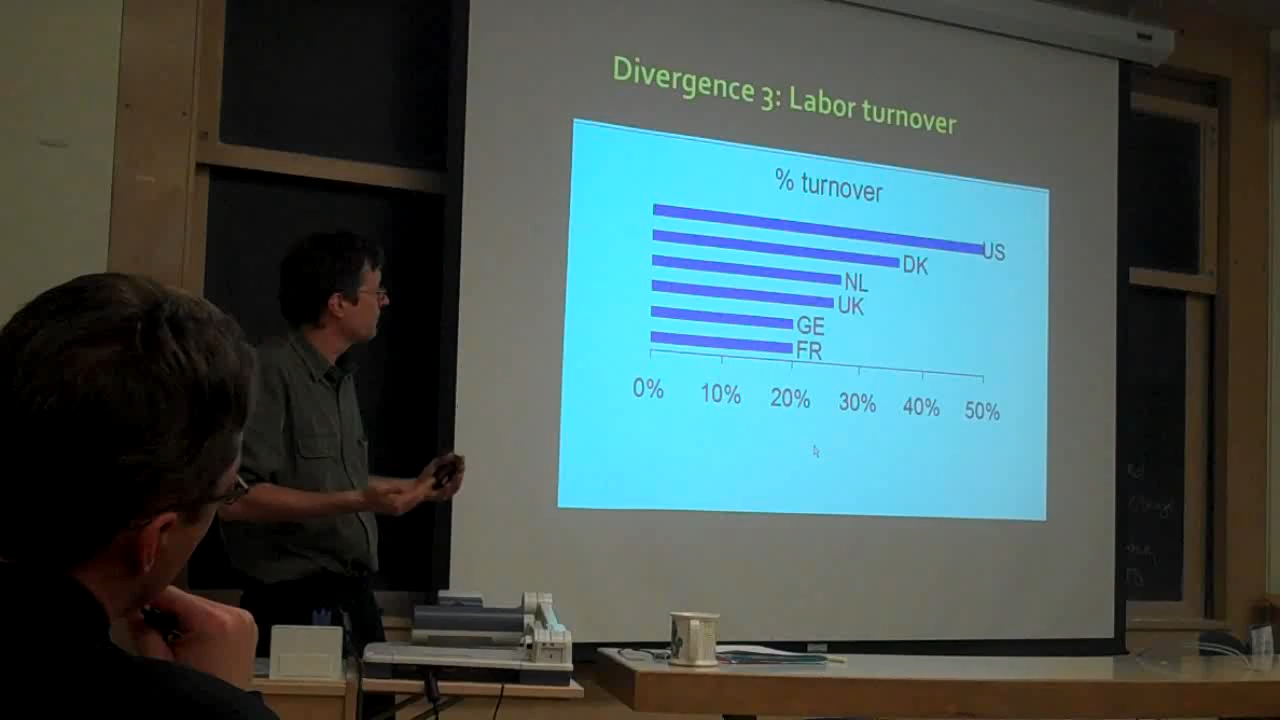 Divergence 3: Labor turnover
% turnover
US
DK
NL
UK
GE
FR
0% 10% 20% 30% 40% 50%